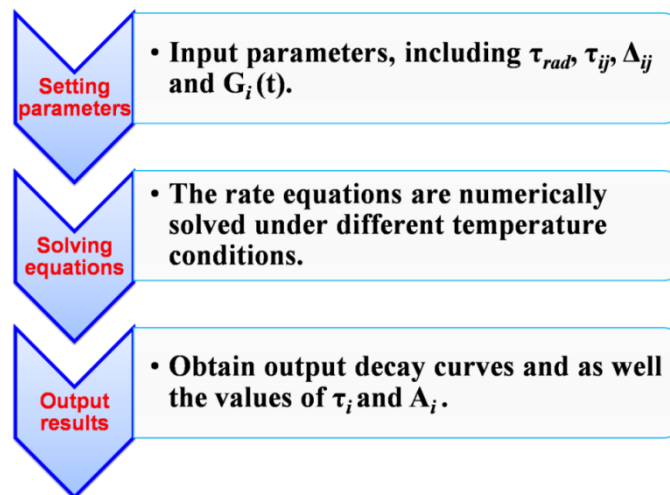 Setting
parameters
• Input parameters, including τrad, τij, Δij
and Gi(t).
Solving
equations
• The rate equations are numerically
solved under different temperature
conditions.
Output
results
• Obtain output decay curves and as well
the values of τi and Ai.